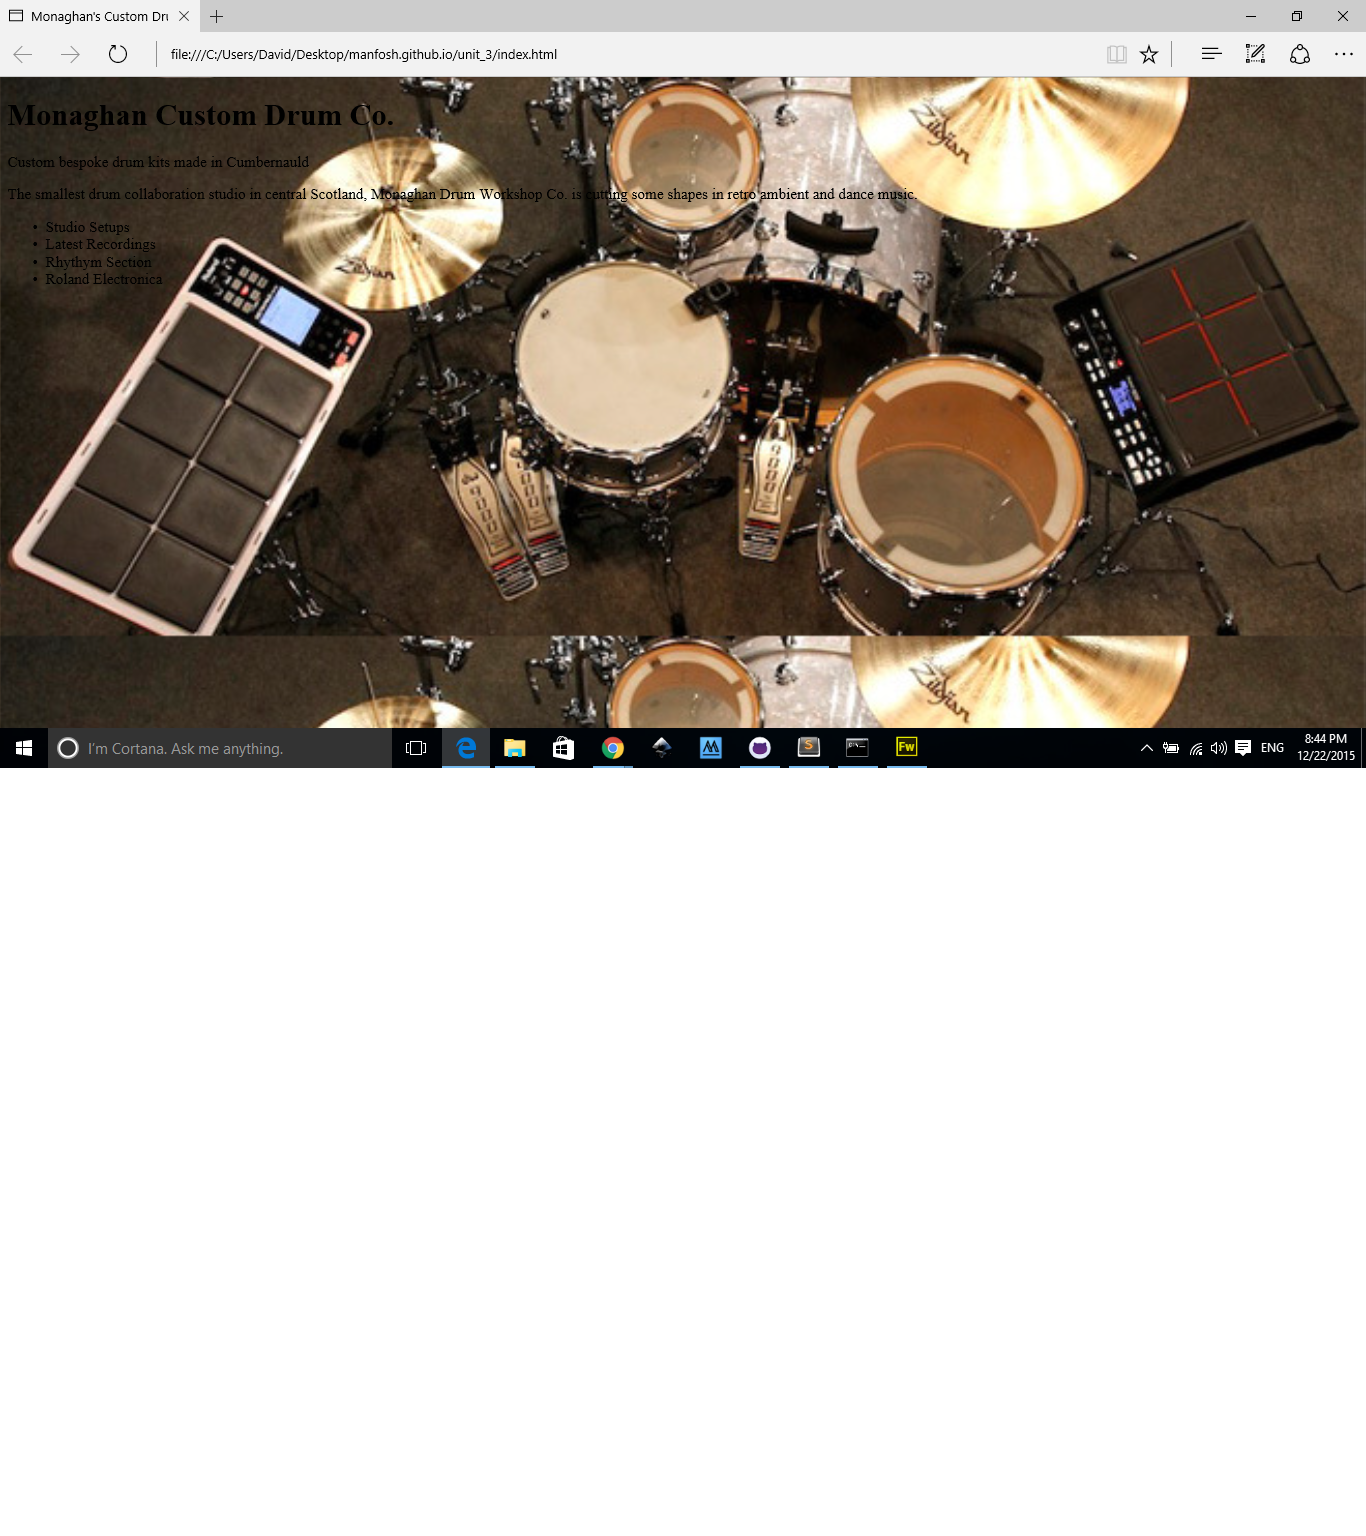 Monaghan's Custom Dru
file:///C:/Users/David/Desktop/manfosh.github.io/unit_3/index.html
Monaghan Custom Drum Co.
Custom bespoke drum kits made in Cumbernauld
The smallest drum collaboration studio in central Scotland, Monaghan Drum Workshop Co. is cutting some shapes in retro ambient and dance music.
• Studio Setups
• Latest Recordings
• Rhythym Section
• Roland Electronica
Zildjian
Zildjian
Zildjian
I'm Cortana. Ask me anything.
S
Fw
ENG
8:44 PM
12/22/2015